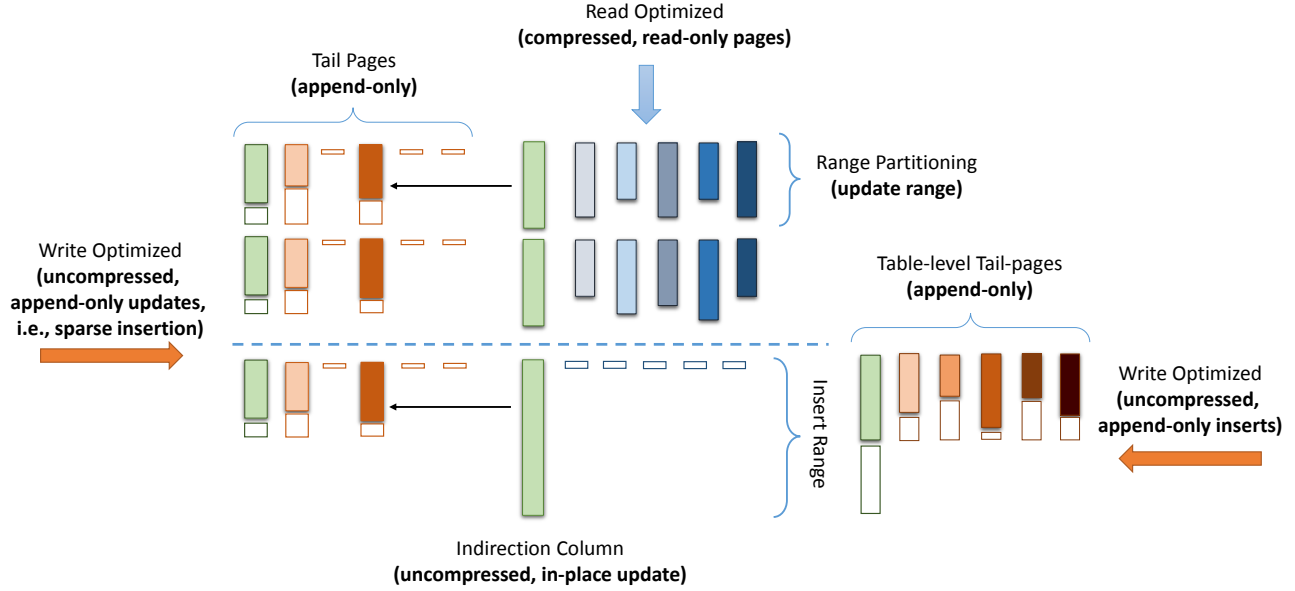 Read Optimized
(compressed, read-only pages)
Tail Pages
(append-only)
Range Partitioning
(update range)
Write Optimized
(uncompressed,
append-only updates,
i.e., sparse insertion)
Table-level Tail-pages
(append-only)
Insert Range
Write Optimized
(uncompressed,
append-only inserts)
Indirection Column
(uncompressed, in-place update)